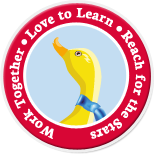 Work Together • Love to Learn • Reach for the Stars